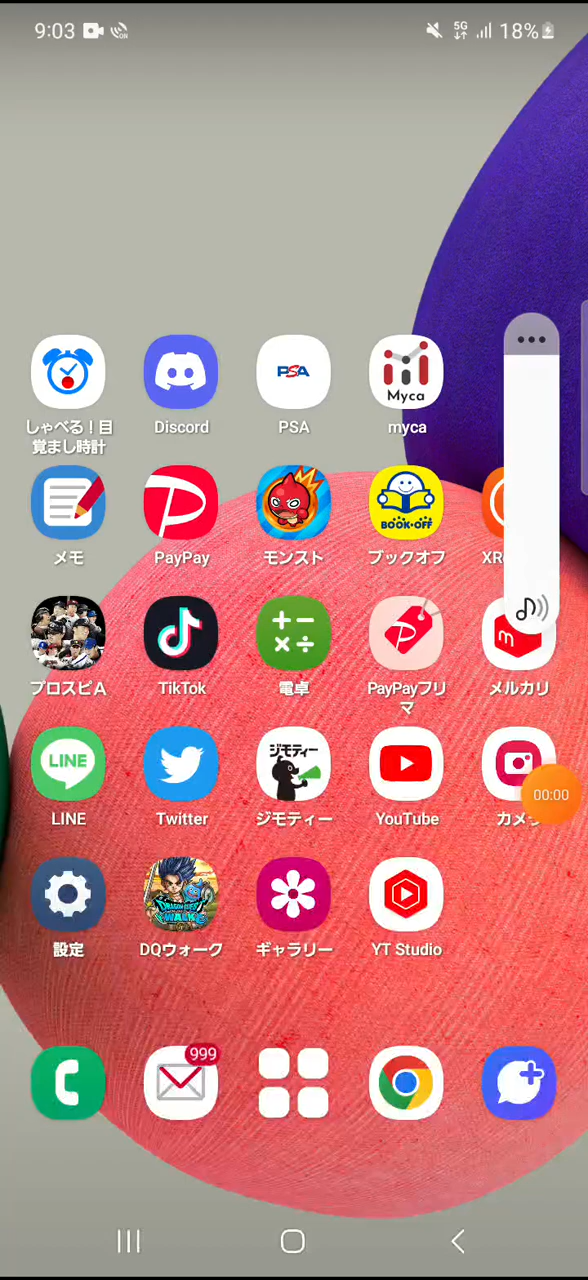 9:03
5G 18%
しゃべる！目
覚まし時計
Discord
PSA
PSA
Myca
myca
メモ
PayPay
モンスト
BOOK·OFF
ブックオフ
XR
プロスピA
TikTok
電卓
PayPayフリ
マ
メルカリ
LINE
LINE
Twitter
ジモティー
ジモティー
YouTube
カメ
00:00
設定
DRAGON QUEST
WALK
DQウォーク
ギャラリー
YT Studio
999